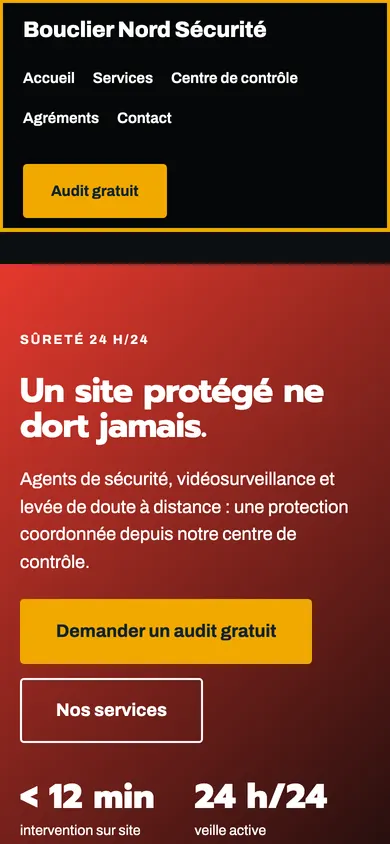 Bouclier Nord Sécurité
Accueil Services Centre de contrôle
Agréments Contact
Audit gratuit
SÛRETÉ 24 H/24
Un site protégé ne
dort jamais.
Agents de sécurité, vidéosurveillance et
levée de doute à distance : une protection
coordonnée depuis notre centre de
contrôle.
Demander un audit gratuit
Nos services
< 12 min 24 h/24
intervention sur site veille active